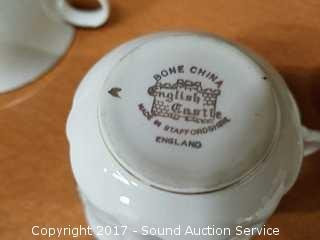 BONE CHINA
English
Castle
MADE IN STAFFORDSHIRE
ENGLAND
Copyright 2017 - Sound Auction Service